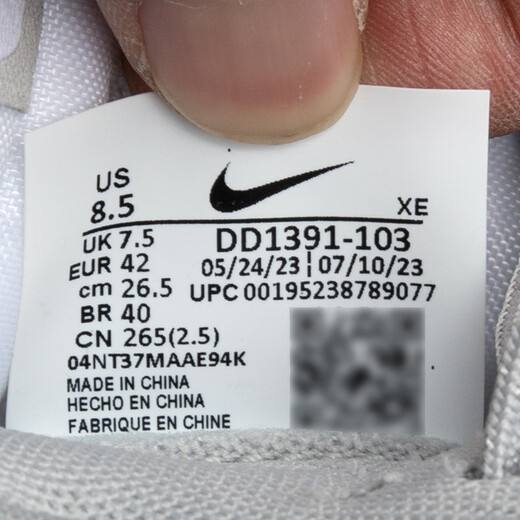 US
8.5
XE
UK 7.5
DD1391-103
EUR 42
05/24/23 | 07/10/23
cm 26.5
UPC 00195238789077
BR 40
CN 265(2.5)
04NT37MAAE94K
MADE IN CHINA
HECHO EN CHINA
FABRIQUE EN CHINE